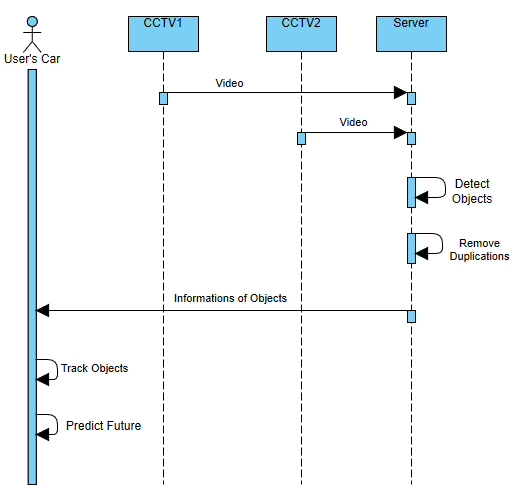 CCTV1
CCTV2
Server
User's Car
Video
Video
Detect
Objects
Remove
Duplications
Informations of Objects
Track Objects
Predict Future